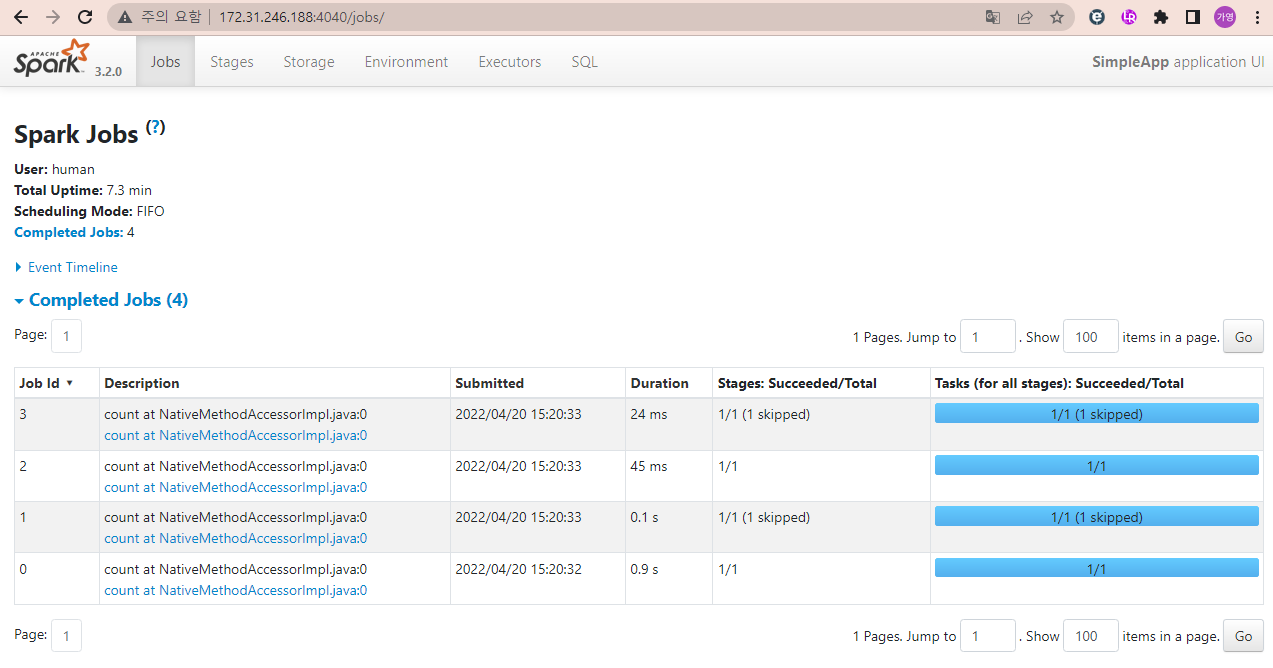 주의 요함 | 172.31.246.188:4040/jobs/
가영
APACHE
Spark 3.2.0 Jobs Stages Storage Environment Executors SQL SimpleApp application UI
Spark Jobs (?)
User: human
Total Uptime: 7.3 min
Scheduling Mode: FIFO
Completed Jobs: 4
Event Timeline
Completed Jobs (4)
Page: 1 1 Pages. Jump to 1 . Show 100 items in a page. Go
Job Id ▾ Description Submitted Duration Stages: Succeeded/Total Tasks (for all stages): Succeeded/Total
3 count at NativeMethodAccessorImpl.java:0 2022/04/20 15:20:33 24 ms 1/1 (1 skipped) 1/1 (1 skipped)
count at NativeMethodAccessorImpl.java:0
2 count at NativeMethodAccessorImpl.java:0 2022/04/20 15:20:33 45 ms 1/1 1/1
count at NativeMethodAccessorImpl.java:0
1 count at NativeMethodAccessorImpl.java:0 2022/04/20 15:20:33 0.1 s 1/1 (1 skipped) 1/1 (1 skipped)
count at NativeMethodAccessorImpl.java:0
0 count at NativeMethodAccessorImpl.java:0 2022/04/20 15:20:32 0.9 s 1/1 1/1
count at NativeMethodAccessorImpl.java:0
Page: 1 1 Pages. Jump to 1 . Show 100 items in a page. Go